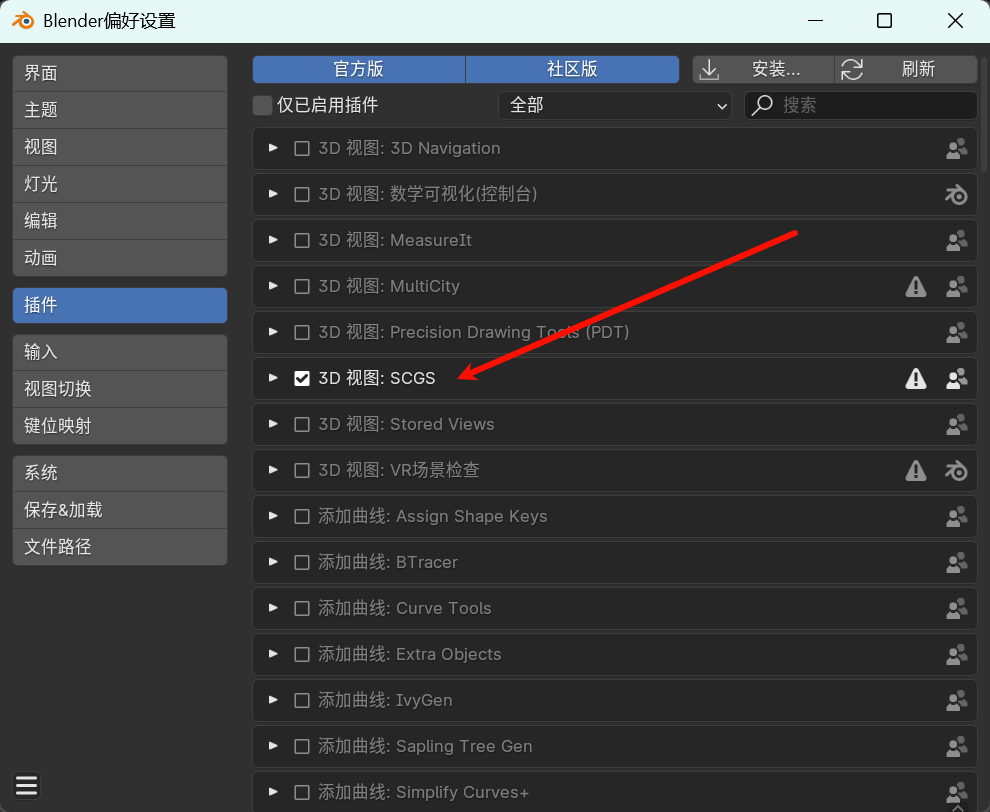 Blender偏好设置
界面
主题
视图
灯光
编辑
动画
插件
输入
视图切换
键位映射
系统
保存&加载
文件路径
官方版 社区版 安装... 刷新
仅已启用插件 全部 搜索
3D 视图: 3D Navigation
3D 视图: 数学可视化(控制台)
3D 视图: MeasureIt
3D 视图: MultiCity
3D 视图: Precision Drawing Tools (PDT)
3D 视图: SCGS
3D 视图: Stored Views
3D 视图: VR场景检查
添加曲线: Assign Shape Keys
添加曲线: BTracer
添加曲线: Curve Tools
添加曲线: Extra Objects
添加曲线: IvyGen
添加曲线: Sapling Tree Gen
添加曲线: Simplify Curves+